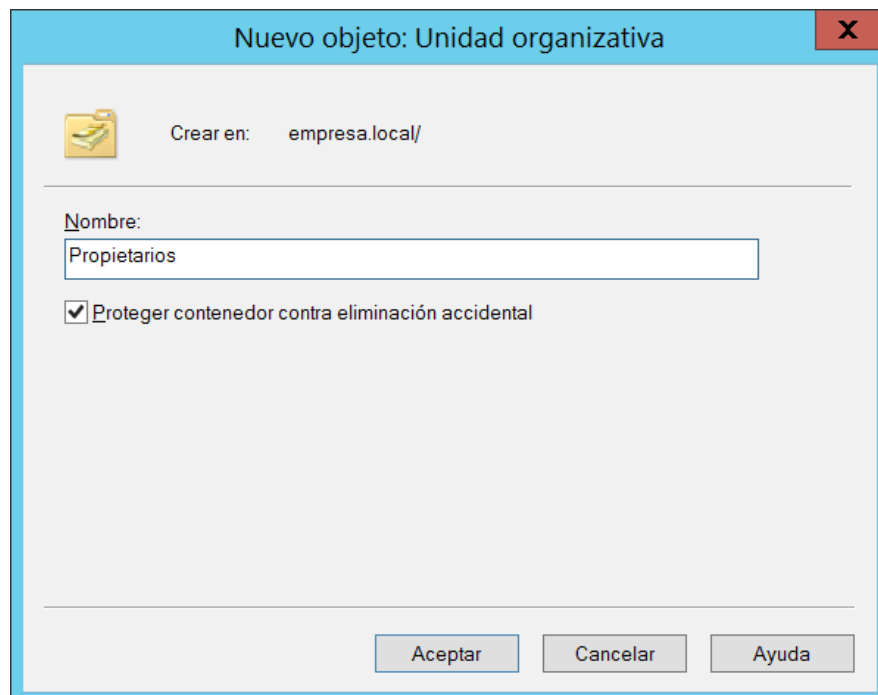 Nuevo objeto: Unidad organizativa
X
Crear en: empresa.local/
Nombre:
Propietarios
Proteger contenedor contra eliminación accidental
Aceptar Cancelar Ayuda